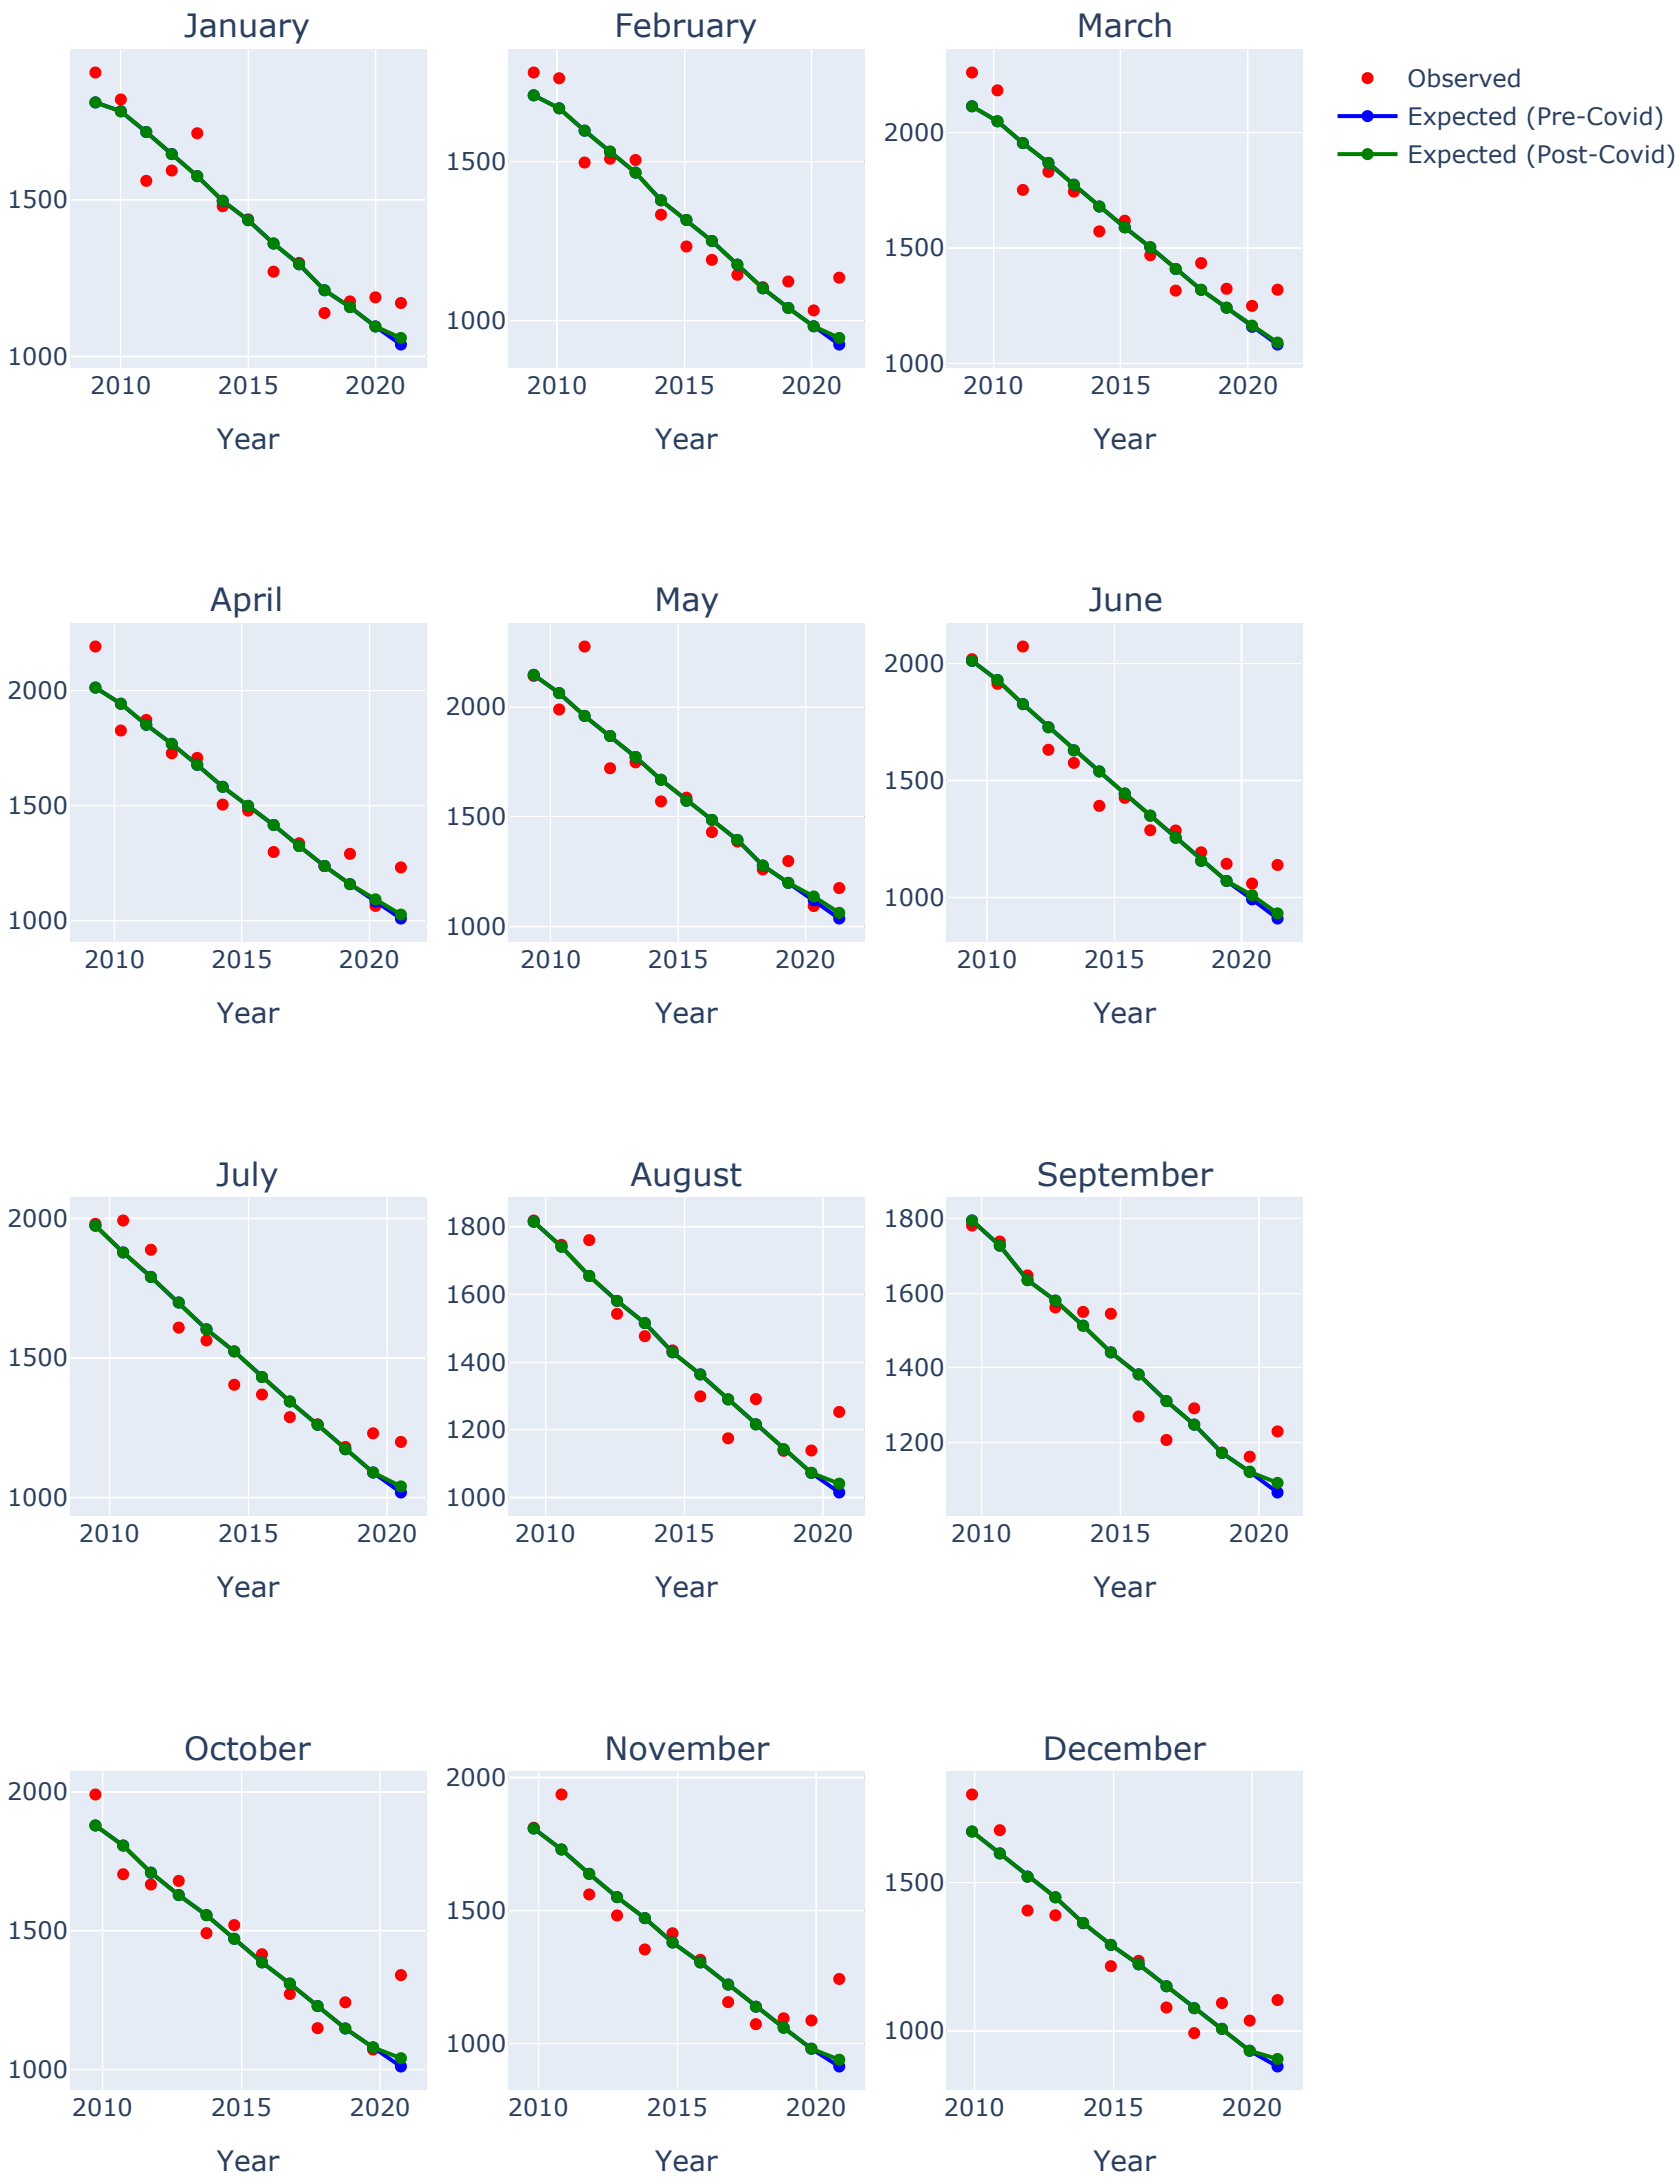 January
February
March
Observed
Expected (Pre-Covid)
Expected (Post-Covid)
1500
1000
1500
1000
2000
1500
1000
2010 2015 2020
2010 2015 2020
2010 2015 2020
Year
Year
Year
April
May
June
2000
1500
1000
2000
1500
1000
2000
1500
1000
2010 2015 2020
2010 2015 2020
2010 2015 2020
Year
Year
Year
July
August
September
2000
1500
1000
1800
1600
1400
1200
1000
1800
1600
1400
1200
2010 2015 2020
2010 2015 2020
2010 2015 2020
Year
Year
Year
October
November
December
2000
1500
1000
2000
1500
1000
1500
1000
2010 2015 2020
2010 2015 2020
2010 2015 2020
Year
Year
Year